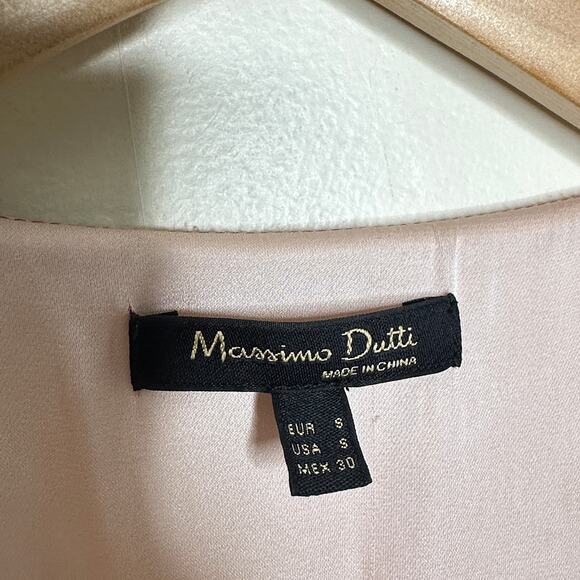 Massimo Dutti
MADE IN CHINA
EUR S
USA S
MEX 30